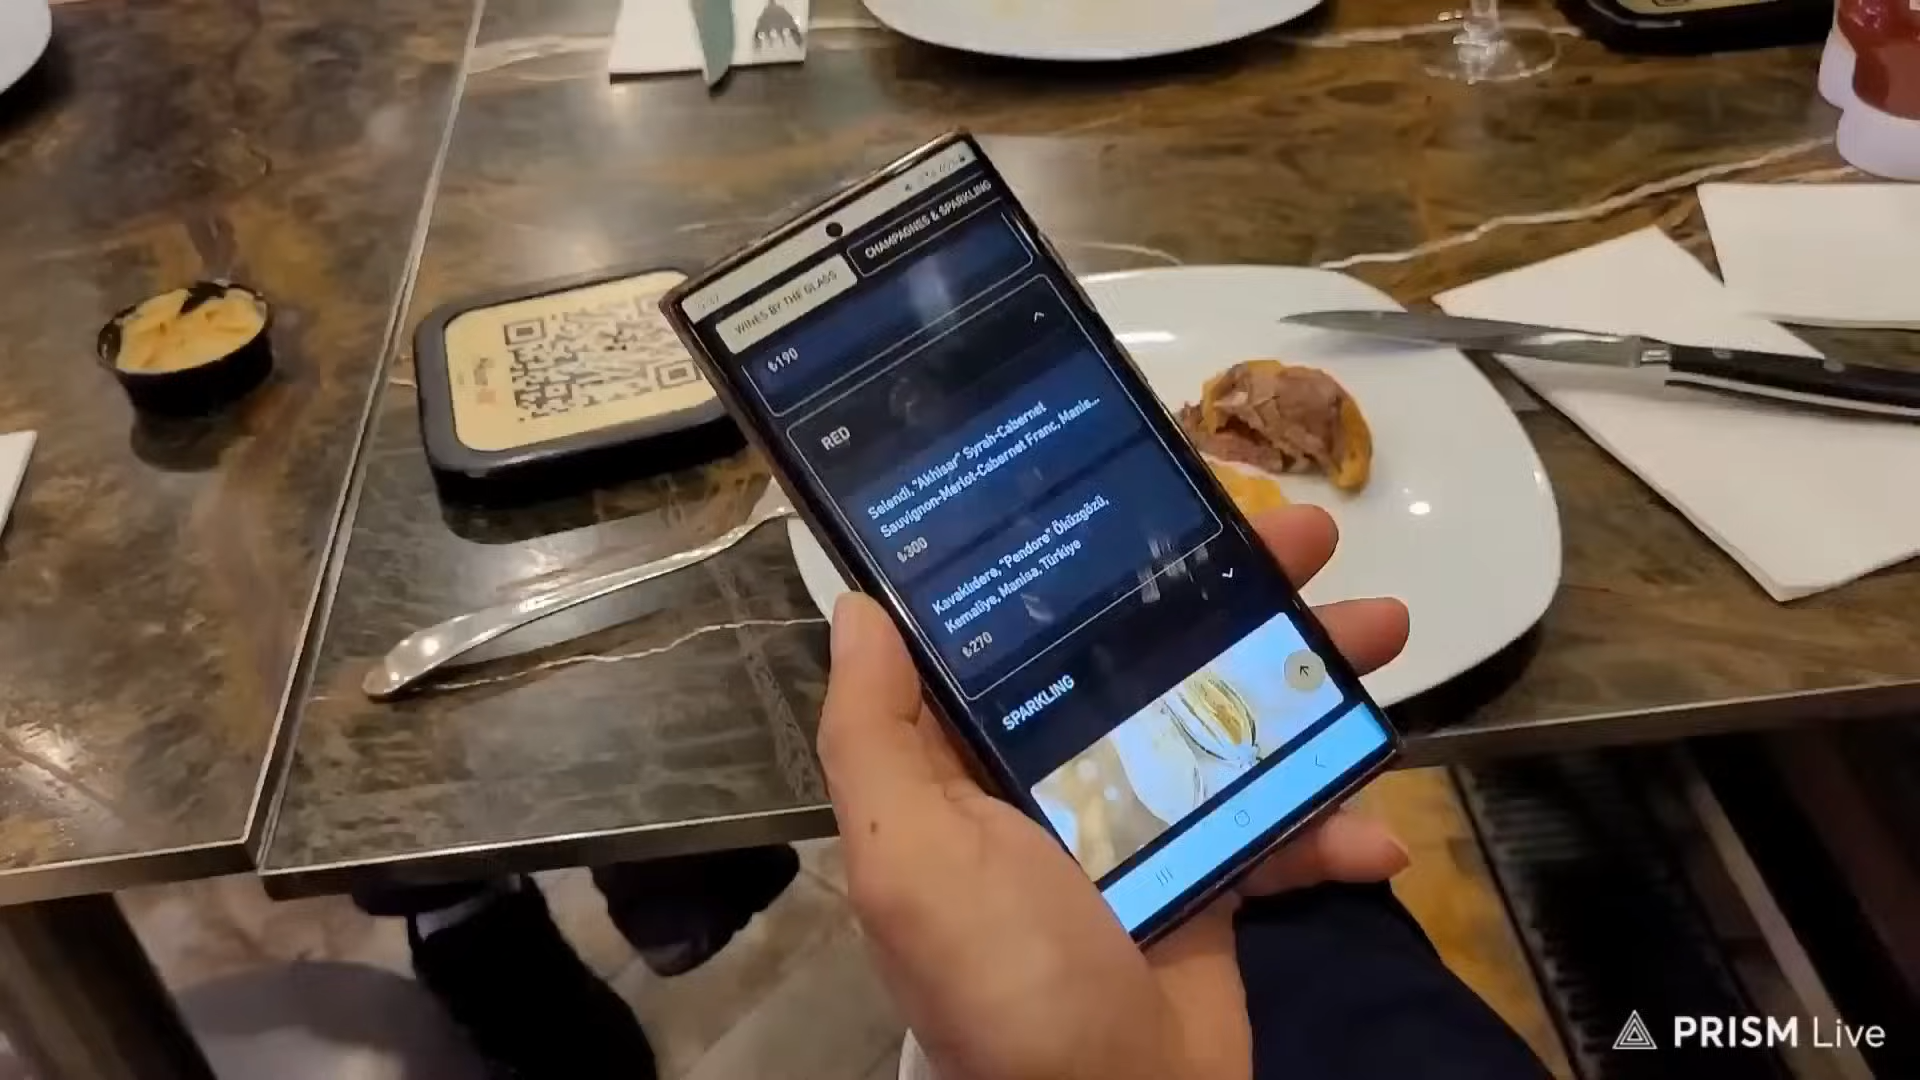 WINES BY THE GLASS
CHAMPAGNES & SPARKLING
₺190
RED
Selendi, "Akhisar" Syrah-Cabernet
Sauvignon-Merlot-Cabernet Franc, Manis...
₺300
Kavaklıdere, "Pendore" Öküzgözü,
Kemaliye, Manisa, Türkiye
₺270
SPARKLING
PRISM Live